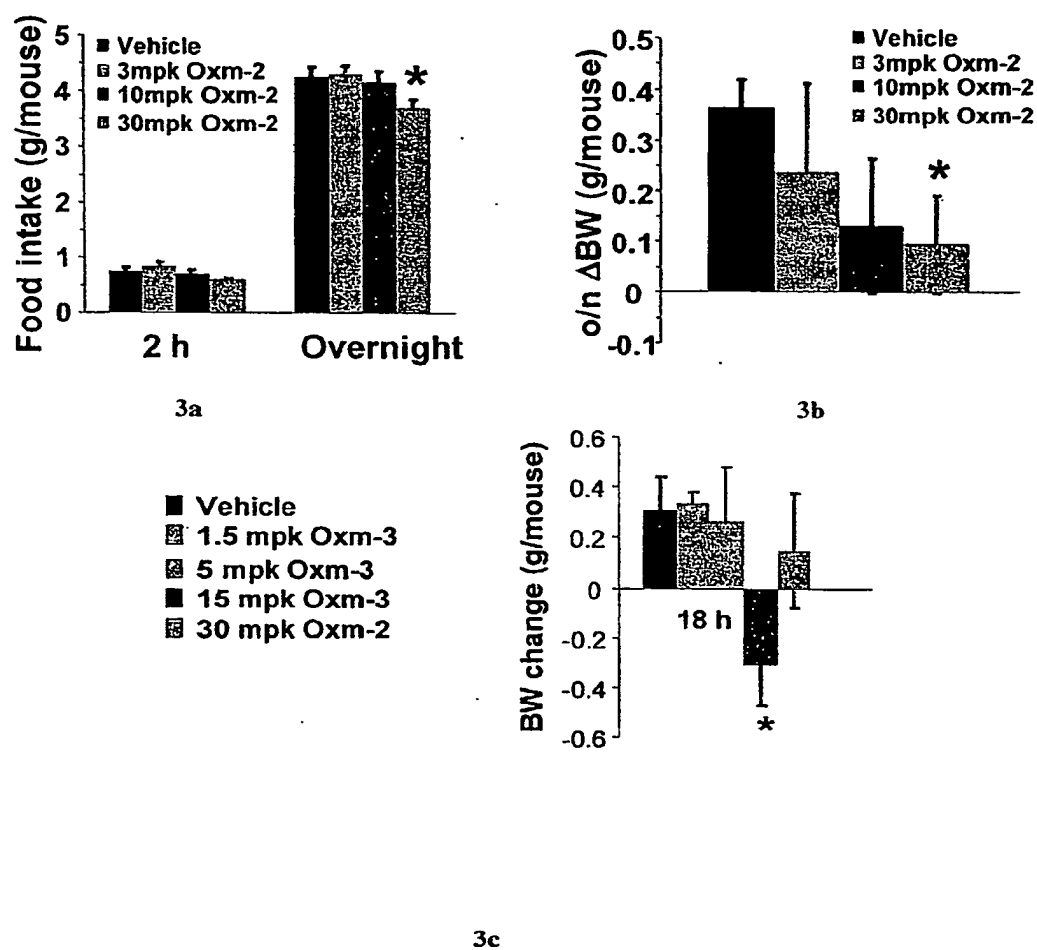 Food intake (g/mouse)
5
4
3
2
1
0
Vehicle
3mpk Oxm-2
10mpk Oxm-2
30mpk Oxm-2
*
2 h
Overnight
3a
o/n ΔBW (g/mouse)
0.5
0.4
0.3
0.2
0.1
0
-0.1
Vehicle
3mpk Oxm-2
10mpk Oxm-2
30mpk Oxm-2
*
3b
Vehicle
1.5 mpk Oxm-3
5 mpk Oxm-3
15 mpk Oxm-3
30 mpk Oxm-2
BW change (g/mouse)
0.6
0.4
0.2
0
-0.2
-0.4
-0.6
18 h
*
3c